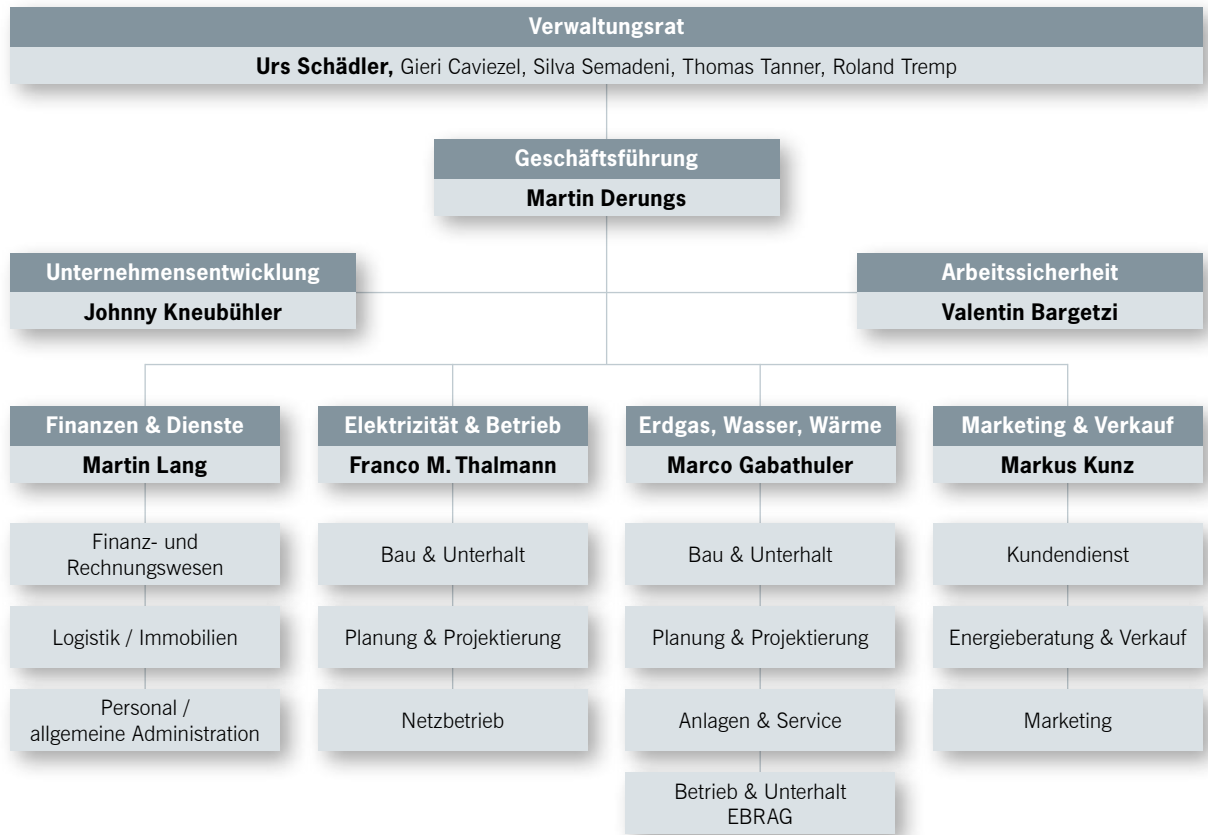 Verwaltungsrat
Urs Schädler, Gieri Caviezel, Silva Semadeni, Thomas Tanner, Roland Tremp
Geschäftsführung
Martin Derungs
Unternehmensentwicklung
Johnny Kneubühler
Arbeitssicherheit
Valentin Bargetzi
Finanzen & Dienste
Martin Lang
Finanz- und
Rechnungswesen
Logistik / Immobilien
Personal /
allgemeine Administration
Elektrizität & Betrieb
Franco M. Thalmann
Bau & Unterhalt
Planung & Projektierung
Netzbetrieb
Erdgas, Wasser, Wärme
Marco Gabathuler
Bau & Unterhalt
Planung & Projektierung
Anlagen & Service
Betrieb & Unterhalt
EBRAG
Marketing & Verkauf
Markus Kunz
Kundendienst
Energieberatung & Verkauf
Marketing